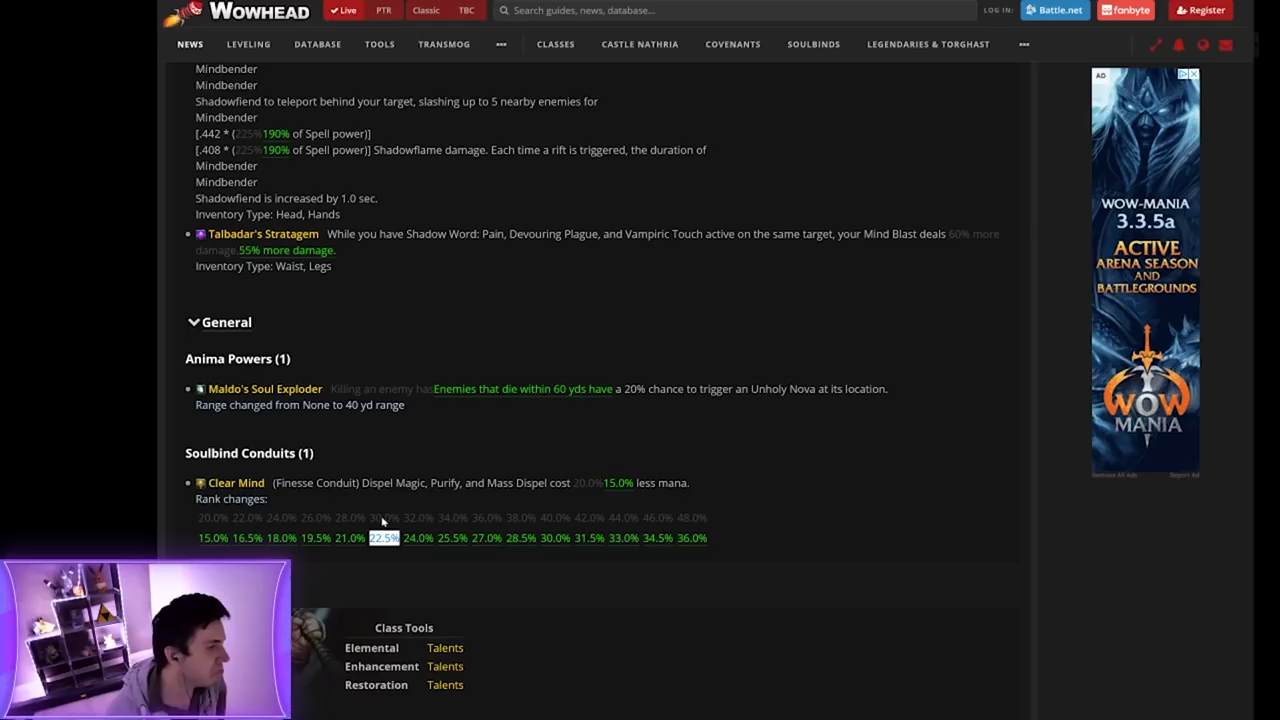 WOWHEAD
Live PTR Classic TBC
Search guides, news, database...
LOG IN: Battle.net fanbyte Register
NEWS LEVELING DATABASE TOOLS TRANSMOG ••• CLASSES CASTLE NATHRIA COVENANTS SOULBINDS LEGENDARIES & TORGHAST •••
Mindbender
Mindbender
Shadowfiend to teleport behind your target, slashing up to 5 nearby enemies for
Mindbender
[.442 * (225%190% of Spell power)]
[.408 * (225%190% of Spell power)] Shadowflame damage. Each time a rift is triggered, the duration of
Mindbender
Mindbender
Shadowfiend is increased by 1.0 sec.
Inventory Type: Head, Hands
Talbadar's Stratagem While you have Shadow Word: Pain, Devouring Plague, and Vampiric Touch active on the same target, your Mind Blast deals 60% more
damage.55% more damage.
Inventory Type: Waist, Legs
General
Anima Powers (1)
Maldo's Soul Exploder Killing an enemy hasEnemies that die within 60 yds have a 20% chance to trigger an Unholy Nova at its location.
Range changed from None to 40 yd range
Soulbind Conduits (1)
Clear Mind (Finesse Conduit) Dispel Magic, Purify, and Mass Dispel cost 20.0%15.0% less mana.
Rank changes:
20.0% 22.0% 24.0% 26.0% 28.0% 30.0% 32.0% 34.0% 36.0% 38.0% 40.0% 42.0% 44.0% 46.0% 48.0%
15.0% 16.5% 18.0% 19.5% 21.0% 22.5% 24.0% 25.5% 27.0% 28.5% 30.0% 31.5% 33.0% 34.5% 36.0%
Class Tools
Elemental Talents
Enhancement Talents
Restoration Talents
AD
WOW-MANIA
3.3.5a
ACTIVE
ARENA SEASON
AND
BATTLEGROUNDS
WOW
MANIA
Remove All Ads Report Ad